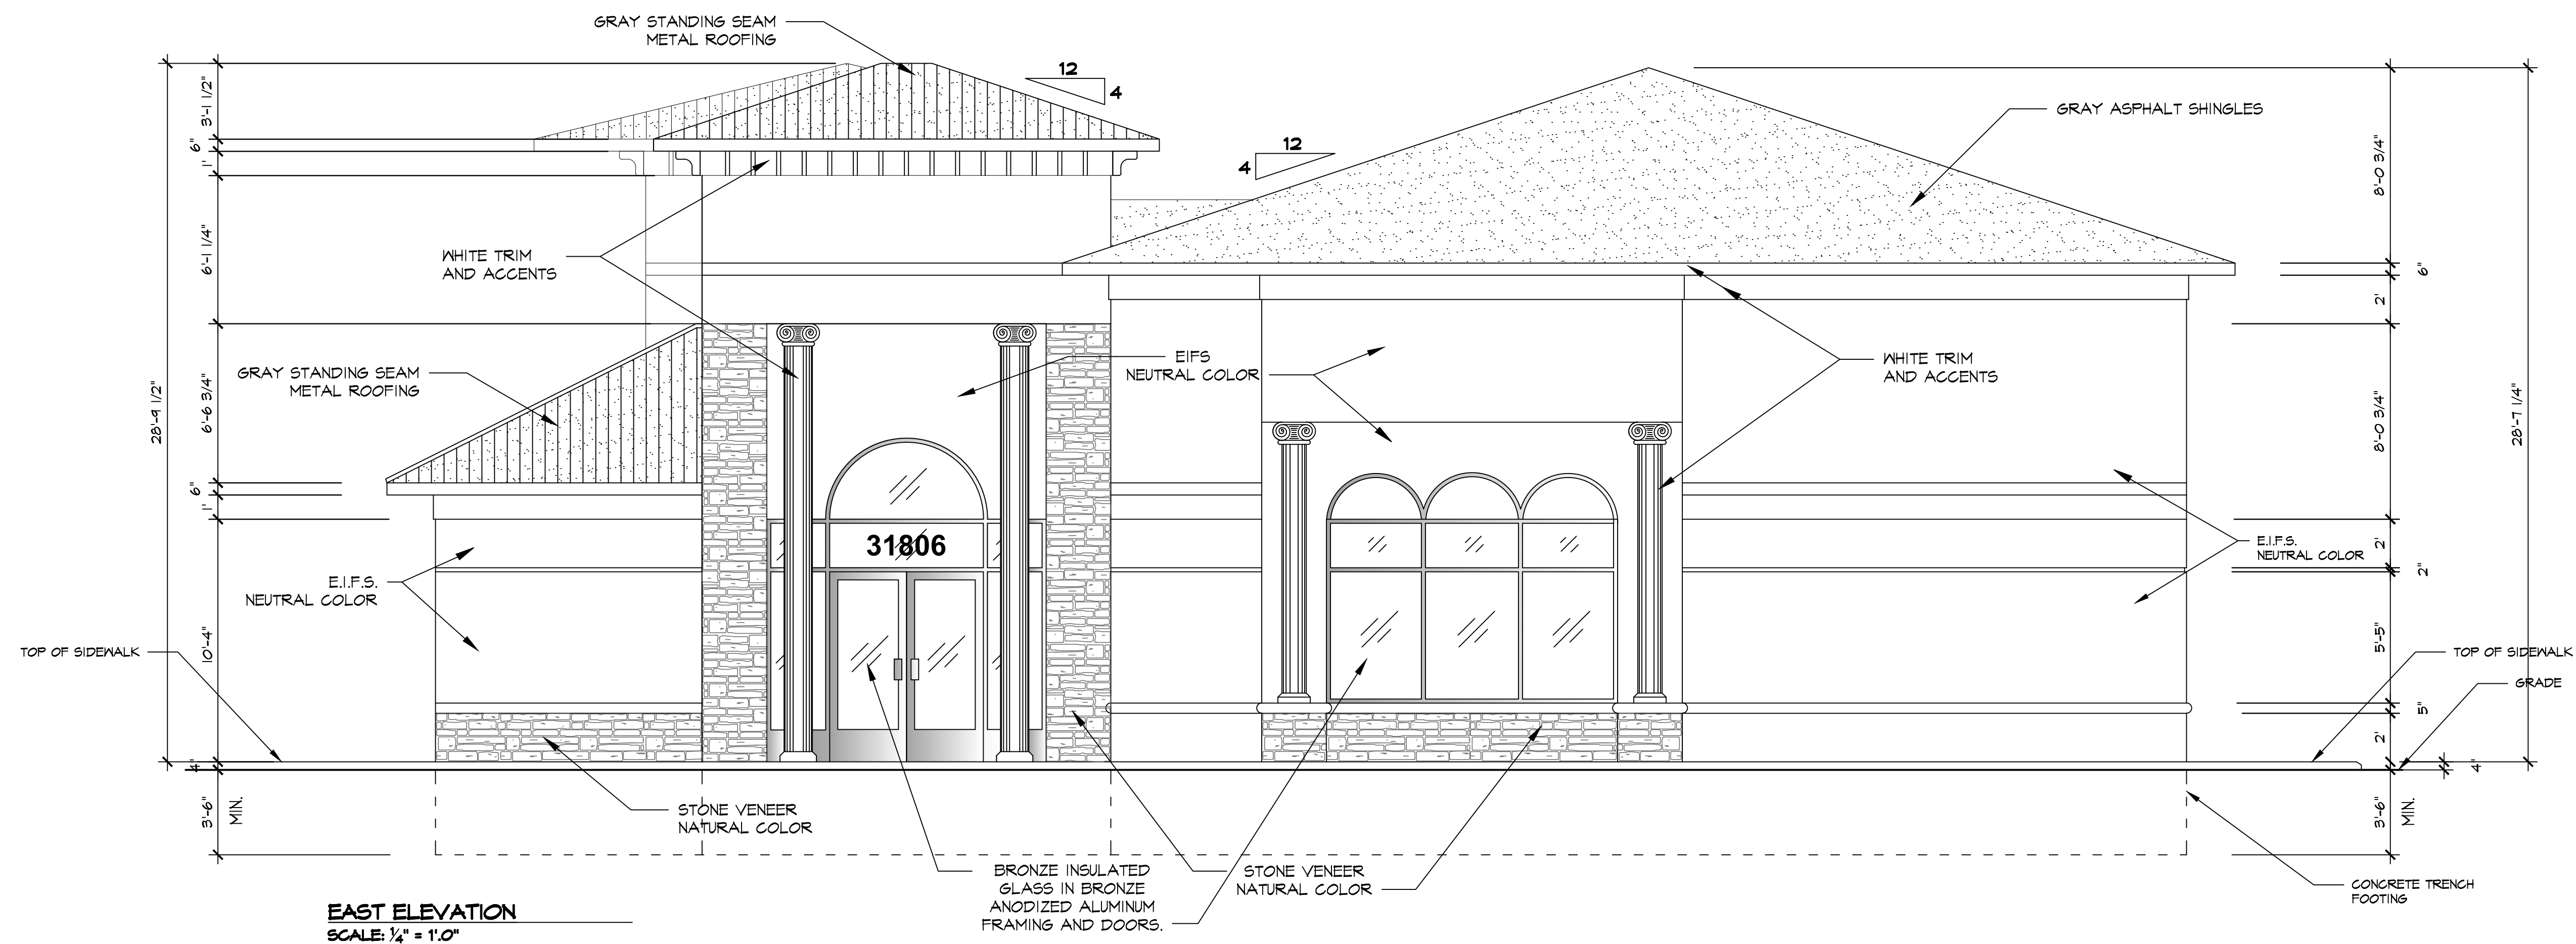 GRAY STANDING SEAM
METAL ROOFING
12
4
12
4
GRAY ASPHALT SHINGLES
3'-1 1/2"
6"
1'
6'-1 1/4"
6'-6 3/4"
6"
1'
10'-4"
4"
3'-6"
MIN.
28'-9 1/2"
WHITE TRIM
AND ACCENTS
GRAY STANDING SEAM
METAL ROOFING
EIFS
NEUTRAL COLOR
WHITE TRIM
AND ACCENTS
31806
E.I.F.S.
NEUTRAL COLOR
E.I.F.S.
NEUTRAL COLOR
TOP OF SIDEWALK
TOP OF SIDEWALK
GRADE
8'-0 3/4"
6"
2'
8'-0 3/4"
2'
2"
5'-5"
5"
2'
4"
3'-6"
MIN.
28'-7 1/4"
STONE VENEER
NATURAL COLOR
BRONZE INSULATED
GLASS IN BRONZE
ANODIZED ALUMINUM
FRAMING AND DOORS.
STONE VENEER
NATURAL COLOR
CONCRETE TRENCH
FOOTING
EAST ELEVATION
SCALE: 1/4" = 1'.0"